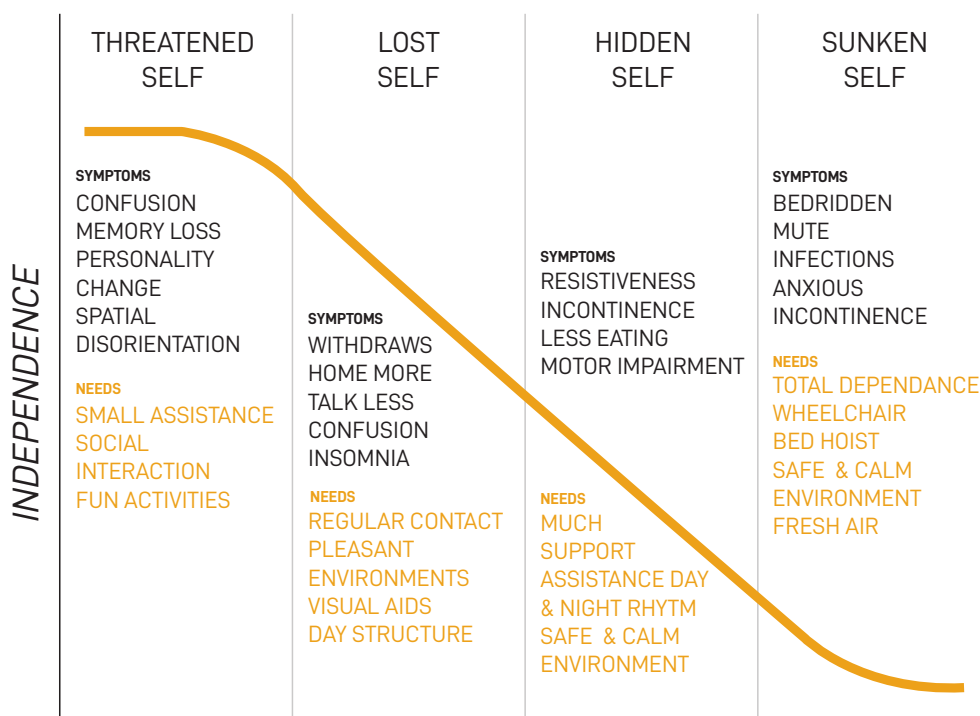 INDEPENDENCE
THREATENED
SELF
SYMPTOMS
CONFUSION
MEMORY LOSS
PERSONALITY
CHANGE
SPATIAL
DISORIENTATION
NEEDS
SMALL ASSISTANCE
SOCIAL
INTERACTION
FUN ACTIVITIES
LOST
SELF
SYMPTOMS
WITHDRAWS
HOME MORE
TALK LESS
CONFUSION
INSOMNIA
NEEDS
REGULAR CONTACT
PLEASANT
ENVIRONMENTS
VISUAL AIDS
DAY STRUCTURE
HIDDEN
SELF
SYMPTOMS
RESISTIVENESS
INCONTINENCE
LESS EATING
MOTOR IMPAIRMENT
NEEDS
MUCH
SUPPORT
ASSISTANCE DAY
& NIGHT RHYTM
SAFE & CALM
ENVIRONMENT
SUNKEN
SELF
SYMPTOMS
BEDRIDDEN
MUTE
INFECTIONS
ANXIOUS
INCONTINENCE
NEEDS
TOTAL DEPENDANCE
WHEELCHAIR
BED HOIST
SAFE & CALM
ENVIRONMENT
FRESH AIR